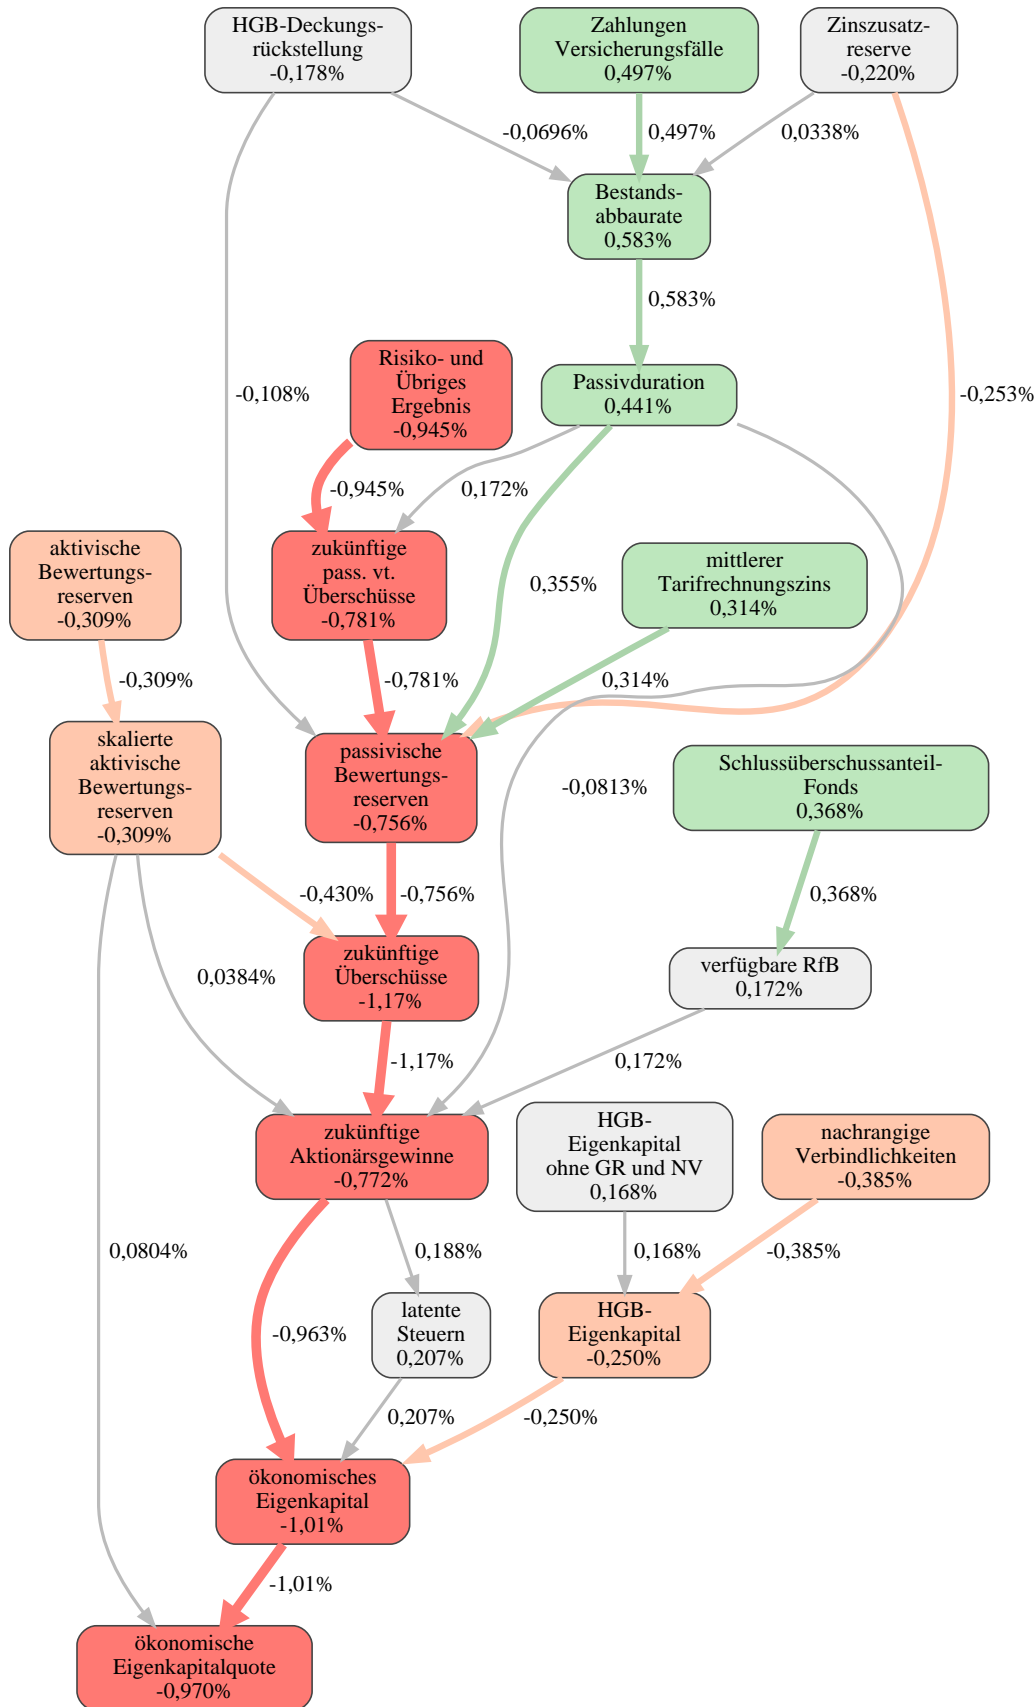 HGB-Deckungs-
rückstellung
-0,178%
Zahlungen
Versicherungsfälle
0,497%
Zinszusatz-
reserve
-0,220%
-0,0696%
0,497%
0,0338%
Bestands-
abbaurate
0,583%
0,583%
Risiko- und
Übriges
Ergebnis
-0,945%
Passivduration
0,441%
-0,108%
-0,253%
-0,945%
0,172%
aktivische
Bewertungs-
reserven
-0,309%
zukünftige
pass. vt.
Überschüsse
-0,781%
0,355%
mittlerer
Tarifrechnungszins
0,314%
-0,309%
-0,781%
0,314%
skalierte
aktivische
Bewertungs-
reserven
-0,309%
passivische
Bewertungs-
reserven
-0,756%
-0,0813%
Schlussüberschussanteil-
Fonds
0,368%
-0,430%
-0,756%
0,368%
0,0384%
zukünftige
Überschüsse
-1,17%
verfügbare RfB
0,172%
-1,17%
0,172%
zukünftige
Aktionärsgewinne
-0,772%
HGB-
Eigenkapital
ohne GR und NV
0,168%
nachrangige
Verbindlichkeiten
-0,385%
0,0804%
0,188%
0,168%
-0,385%
-0,963%
latente
Steuern
0,207%
HGB-
Eigenkapital
-0,250%
0,207%
-0,250%
ökonomisches
Eigenkapital
-1,01%
-1,01%
ökonomische
Eigenkapitalquote
-0,970%